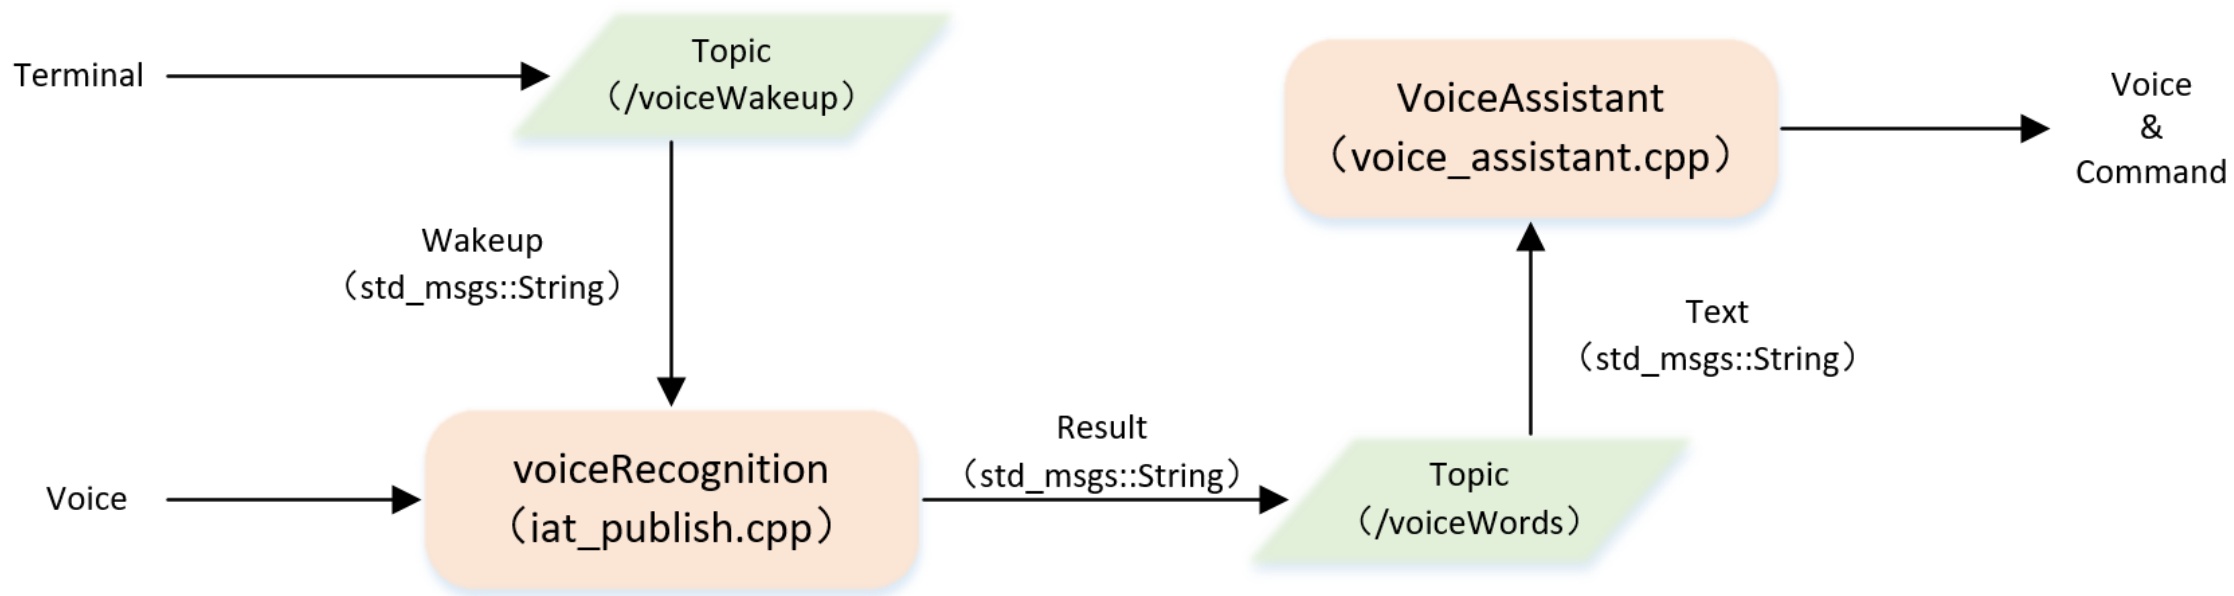 Terminal
Topic
（/voiceWakeup）
Wakeup
（std_msgs::String）
Voice
voiceRecognition
（iat_publish.cpp）
Result
（std_msgs::String）
Topic
（/voiceWords）
Text
（std_msgs::String）
VoiceAssistant
（voice_assistant.cpp）
Voice
&
Command